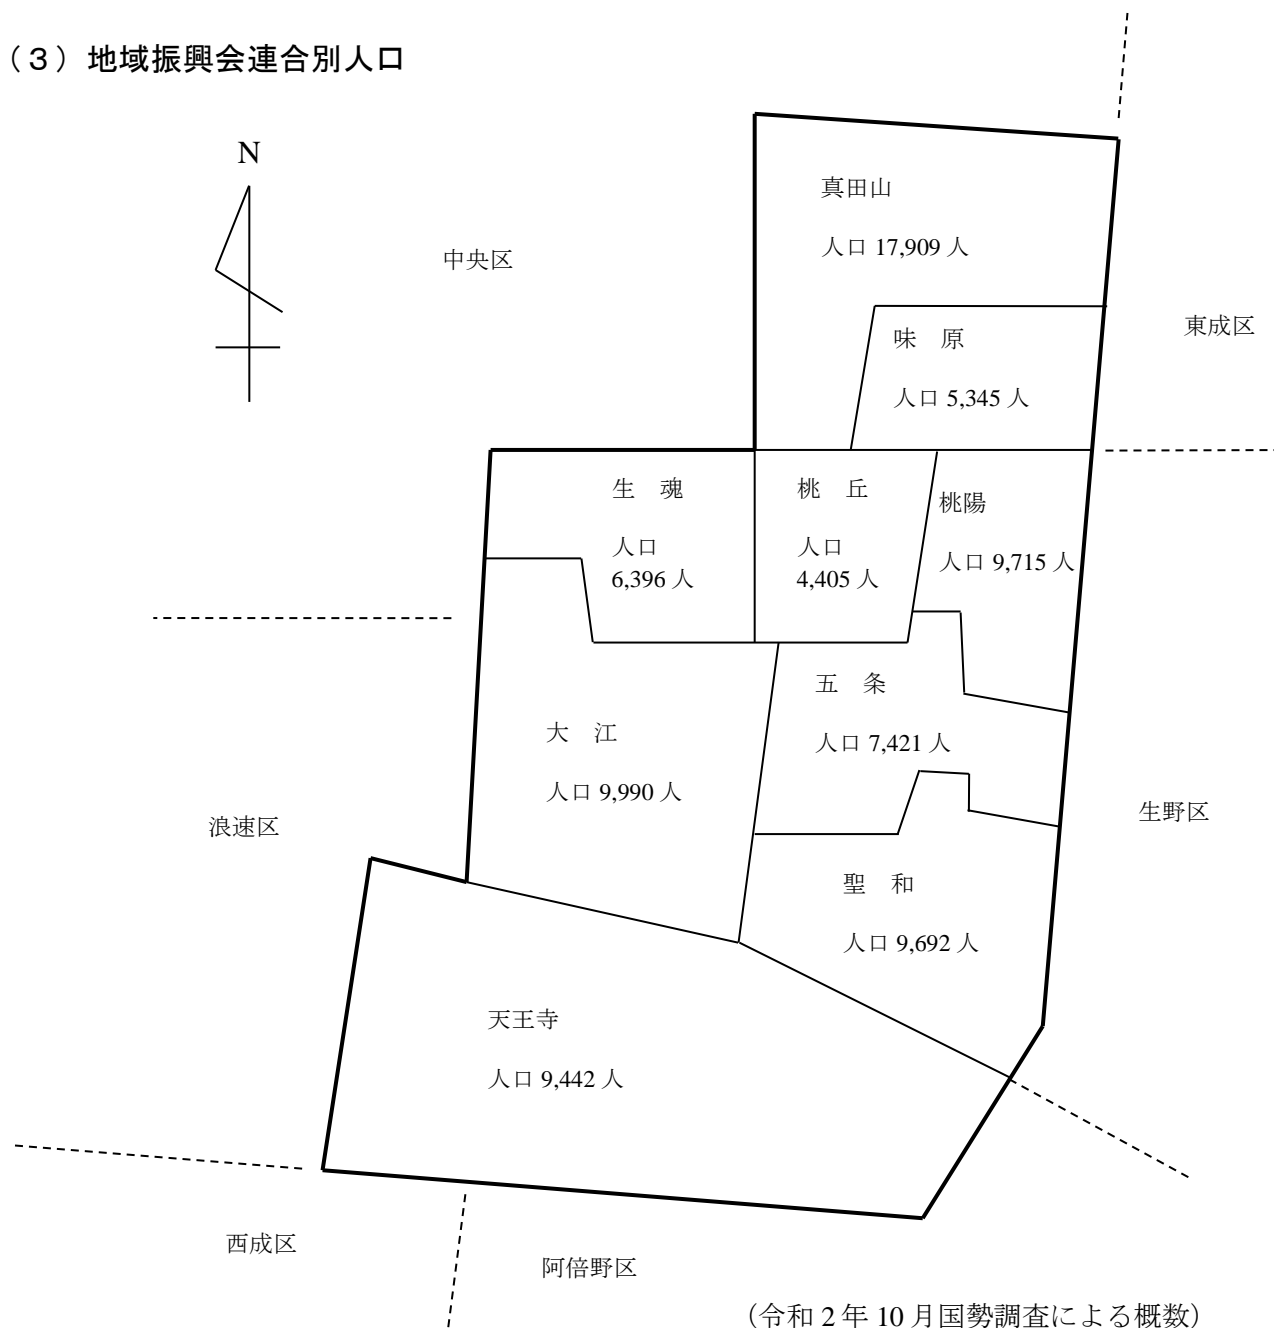 （３）地域振興会連合別人口
N
真田山
人口 17,909 人
中央区
東成区
味　原
人口 5,345 人
生　魂
人口
6,396 人
桃　丘
人口
4,405 人
桃陽
人口 9,715 人
五　条
人口 7,421 人
大　江
人口 9,990 人
浪速区
生野区
聖　和
人口 9,692 人
天王寺
人口 9,442 人
西成区
阿倍野区
（令和 2 年 10 月国勢調査による概数）